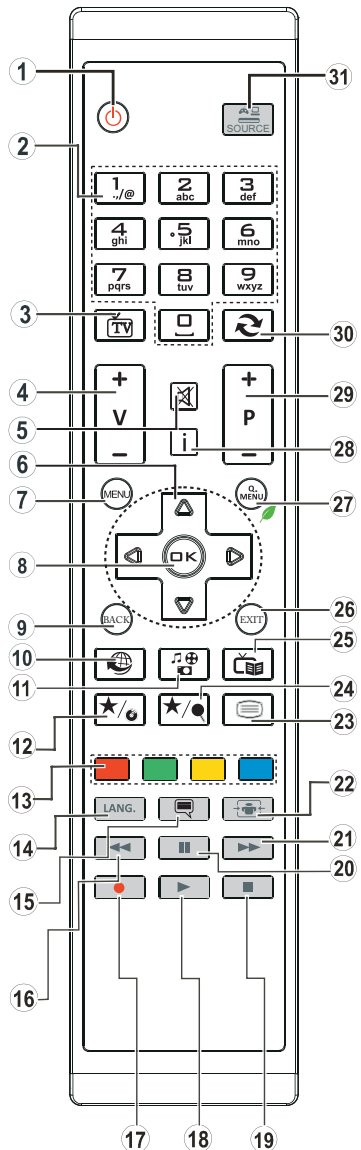 1
31
SOURCE
2
1 2 3
.,/@ abc def
4 5 6
ghi jkl mno
7 8 9
pqrs tuv wxyz
3
TV
0
30
4
+ +
V P
- -
29
5
i
28
6
7
MENU
Q.
MENU
27
8
OK
9
BACK
EXIT
26
25
10
11
24
12
23
13
22
14
LANG.
15
21
20
16
17 18 19